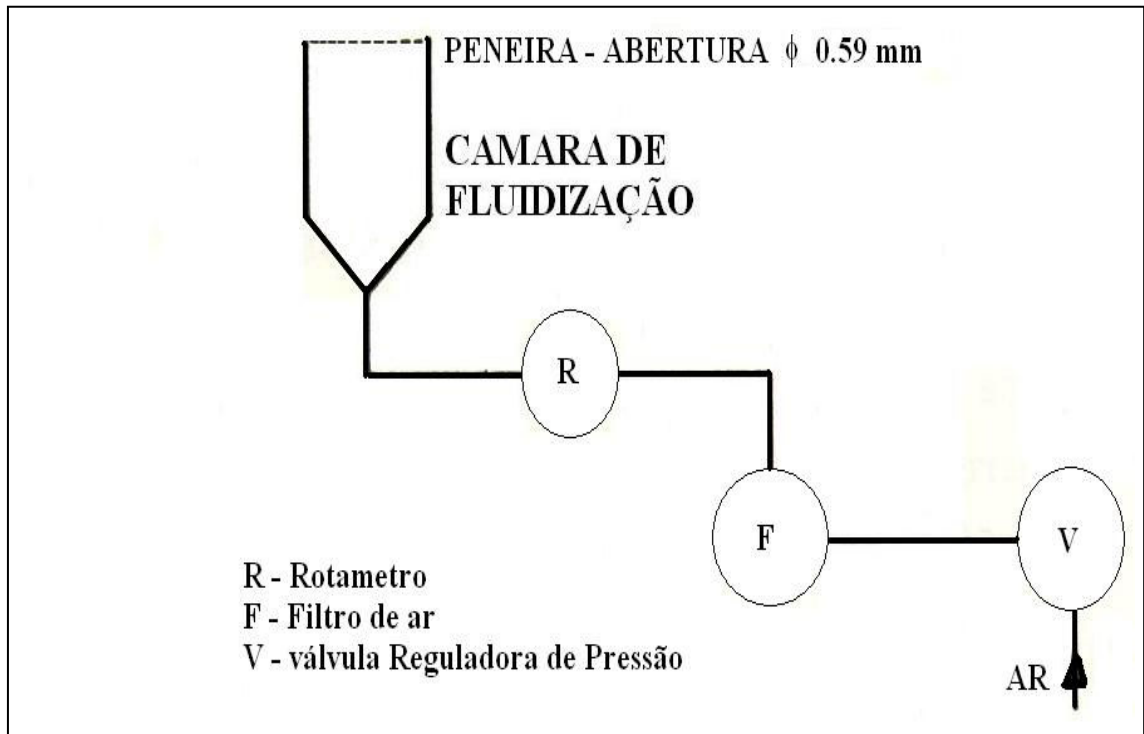 PENEIRA - ABERTURA ϕ 0.59 mm
CAMARA DE
FLUIDIZAÇÃO
R
F
V
R - Rotametro
F - Filtro de ar
V - válvula Reguladora de Pressão
AR